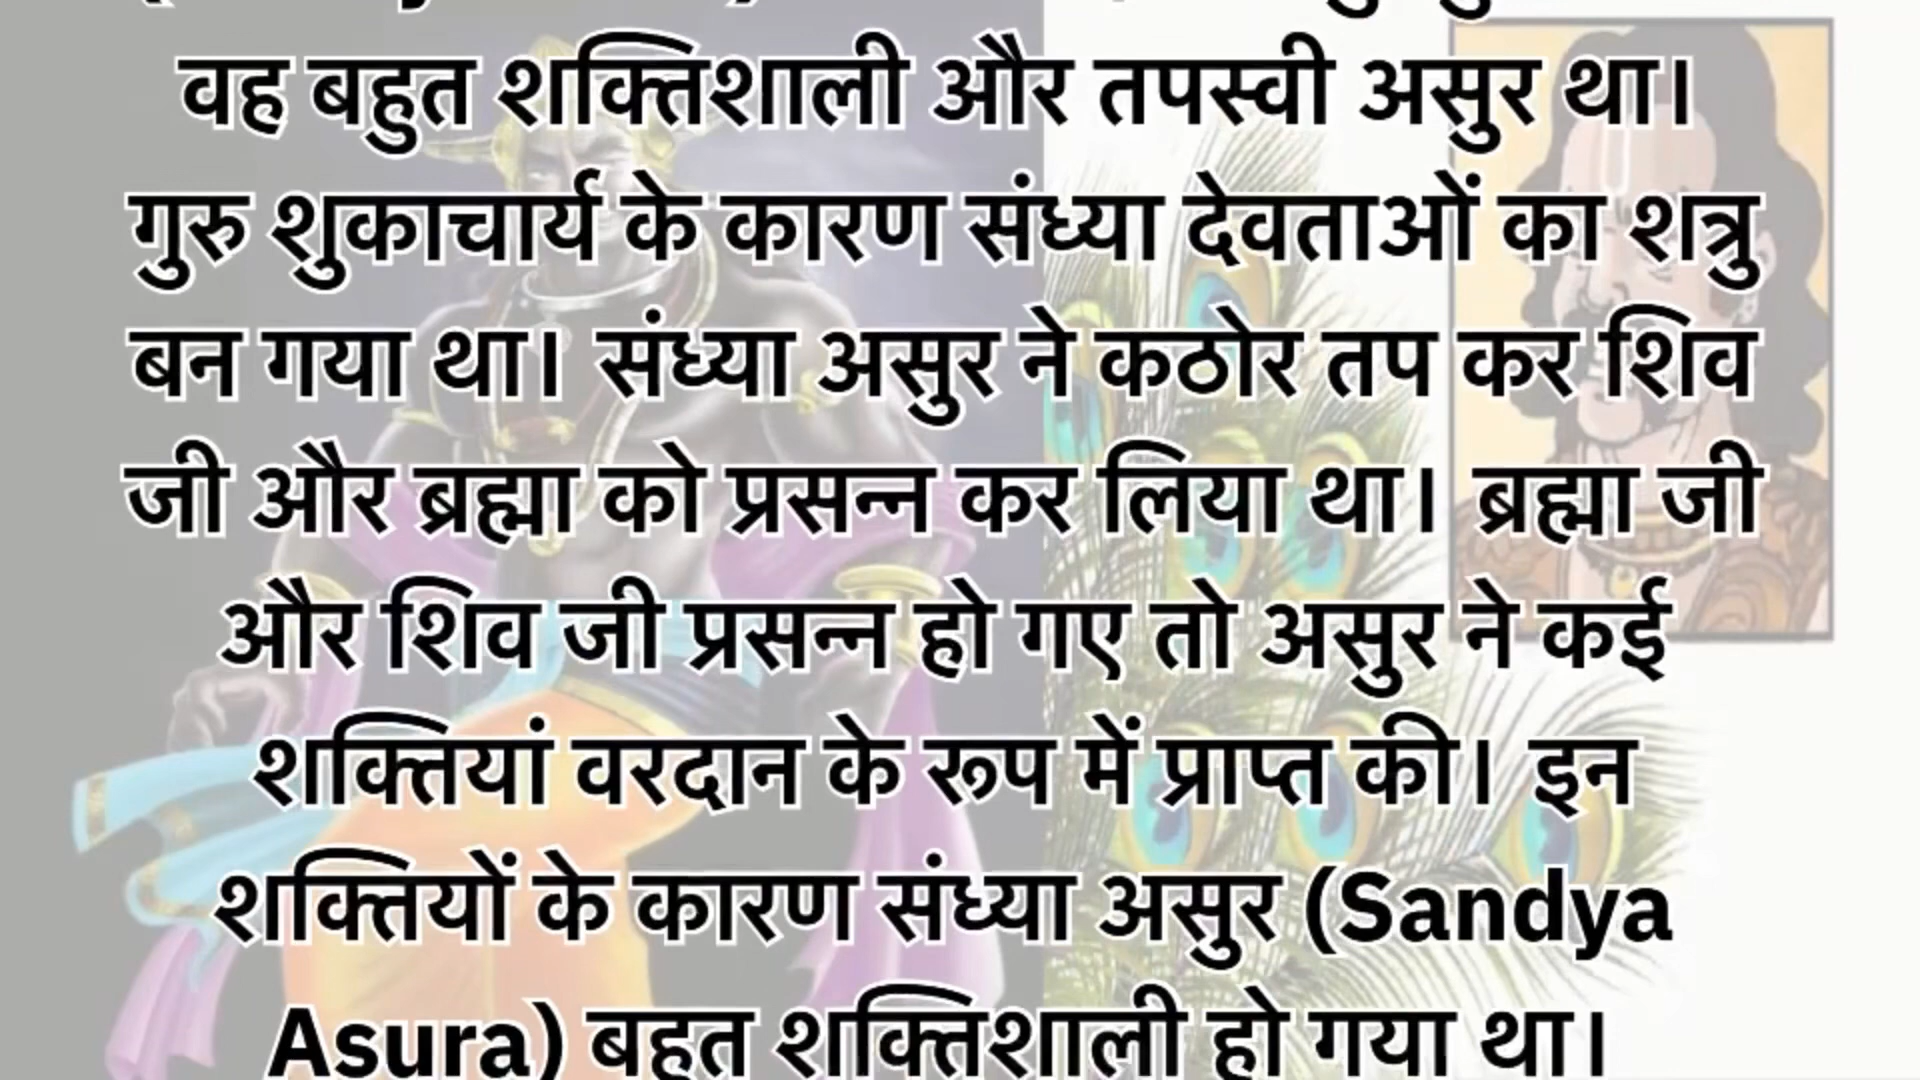 वह बहुत शक्तिशाली और तपस्वी असुर था।
गुरु शुकाचार्य के कारण संध्या देवताओं का शत्रु
बन गया था। संध्या असुर ने कठोर तप कर शिव
जी और ब्रह्मा को प्रसन्न कर लिया था। ब्रह्मा जी
और शिव जी प्रसन्न हो गए तो असुर ने कई
शक्तियां वरदान के रूप में प्राप्त की। इन
शक्तियों के कारण संध्या असुर (Sandya
Asura) बहुत शक्तिशाली हो गया था।